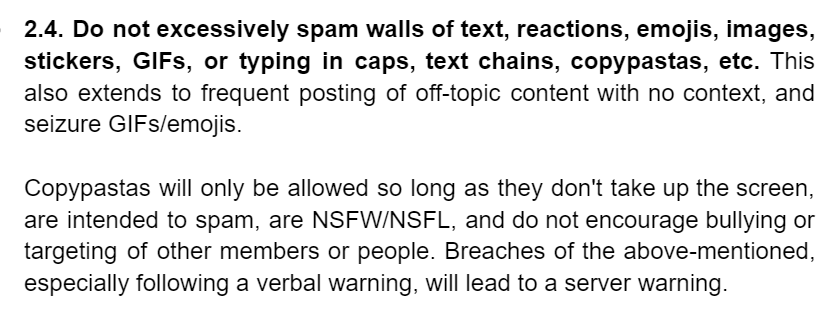 2.4. Do not excessively spam walls of text, reactions, emojis, images,
stickers, GIFs, or typing in caps, text chains, copypastas, etc. This
also extends to frequent posting of off-topic content with no context, and
seizure GIFs/emojis.
Copypastas will only be allowed so long as they don't take up the screen,
are intended to spam, are NSFW/NSFL, and do not encourage bullying or
targeting of other members or people. Breaches of the above-mentioned,
especially following a verbal warning, will lead to a server warning.